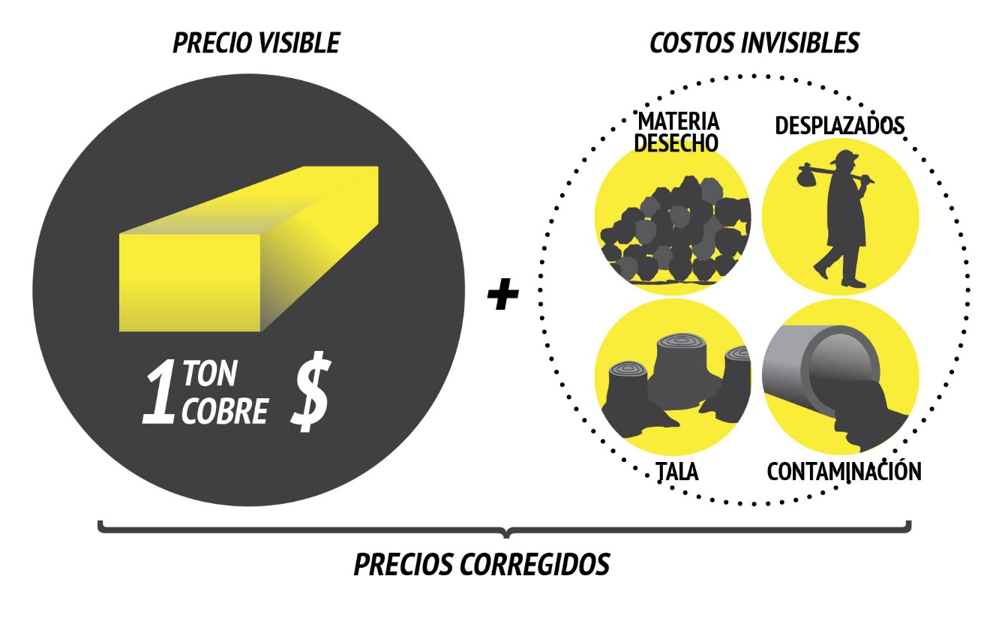 PRECIO VISIBLE
COSTOS INVISIBLES
MATERIA
DESECHO
DESPLAZADOS
+
1 TON
COBRE $
TALA
CONTAMINACIÓN
PRECIOS CORREGIDOS